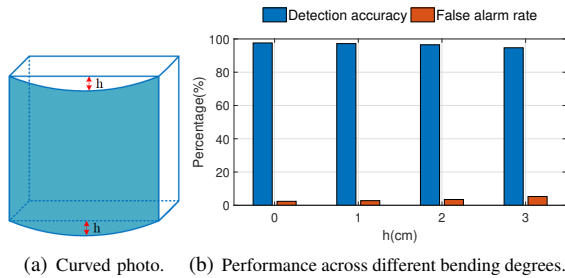 h
h
Detection accuracy False alarm rate
Percentage(%)
100
80
60
40
20
0
0 1 2 3
h(cm)
(a) Curved photo. (b) Performance across different bending degrees.